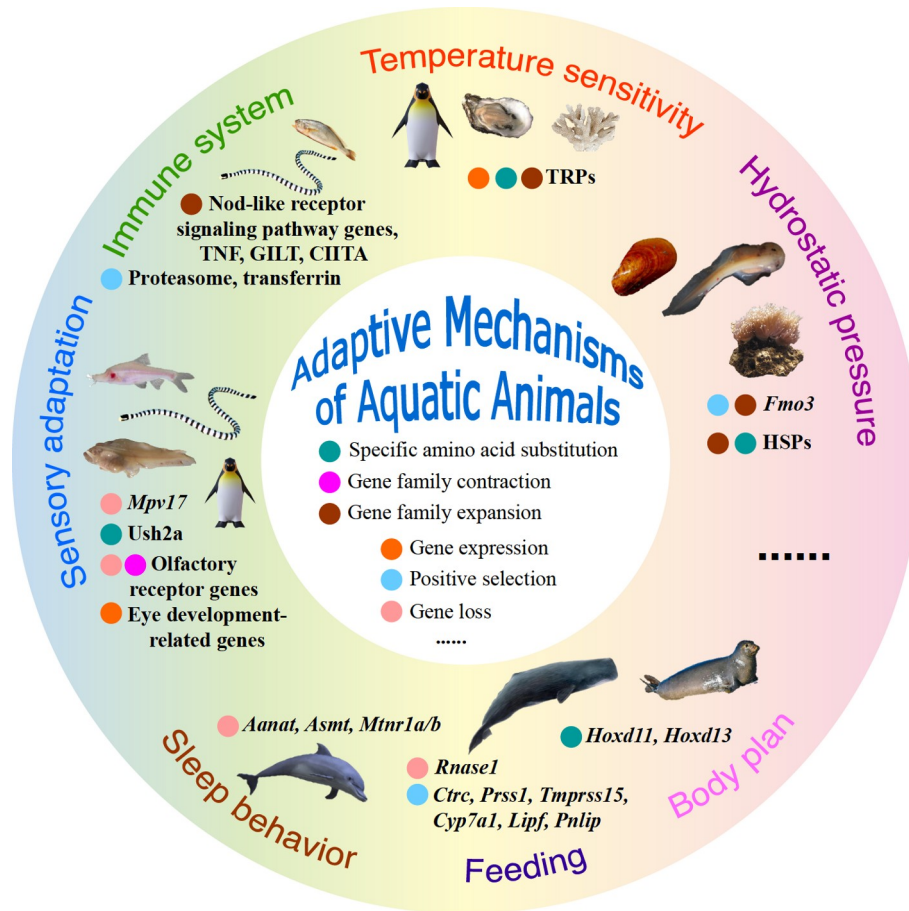 Adaptive Mechanisms
of Aquatic Animals
Specific amino acid substitution
Gene family contraction
Gene family expansion
Gene expression
Positive selection
Gene loss
......
Temperature sensitivity
TRPs
Hydrostatic pressure
Fmo3
HSPs
......
Body plan
Hoxd11, Hoxd13
Feeding
Rnase1
Ctrc, Prss1, Tmprss15,
Cyp7a1, Lipf, Pnlip
Sleep behavior
Aanat, Asmt, Mtnr1a/b
Sensory adaptation
Mpv17
Ush2a
Olfactory
receptor genes
Eye development-
related genes
Immune system
Nod-like receptor
signaling pathway genes,
TNF, GILT, CIITA
Proteasome, transferrin